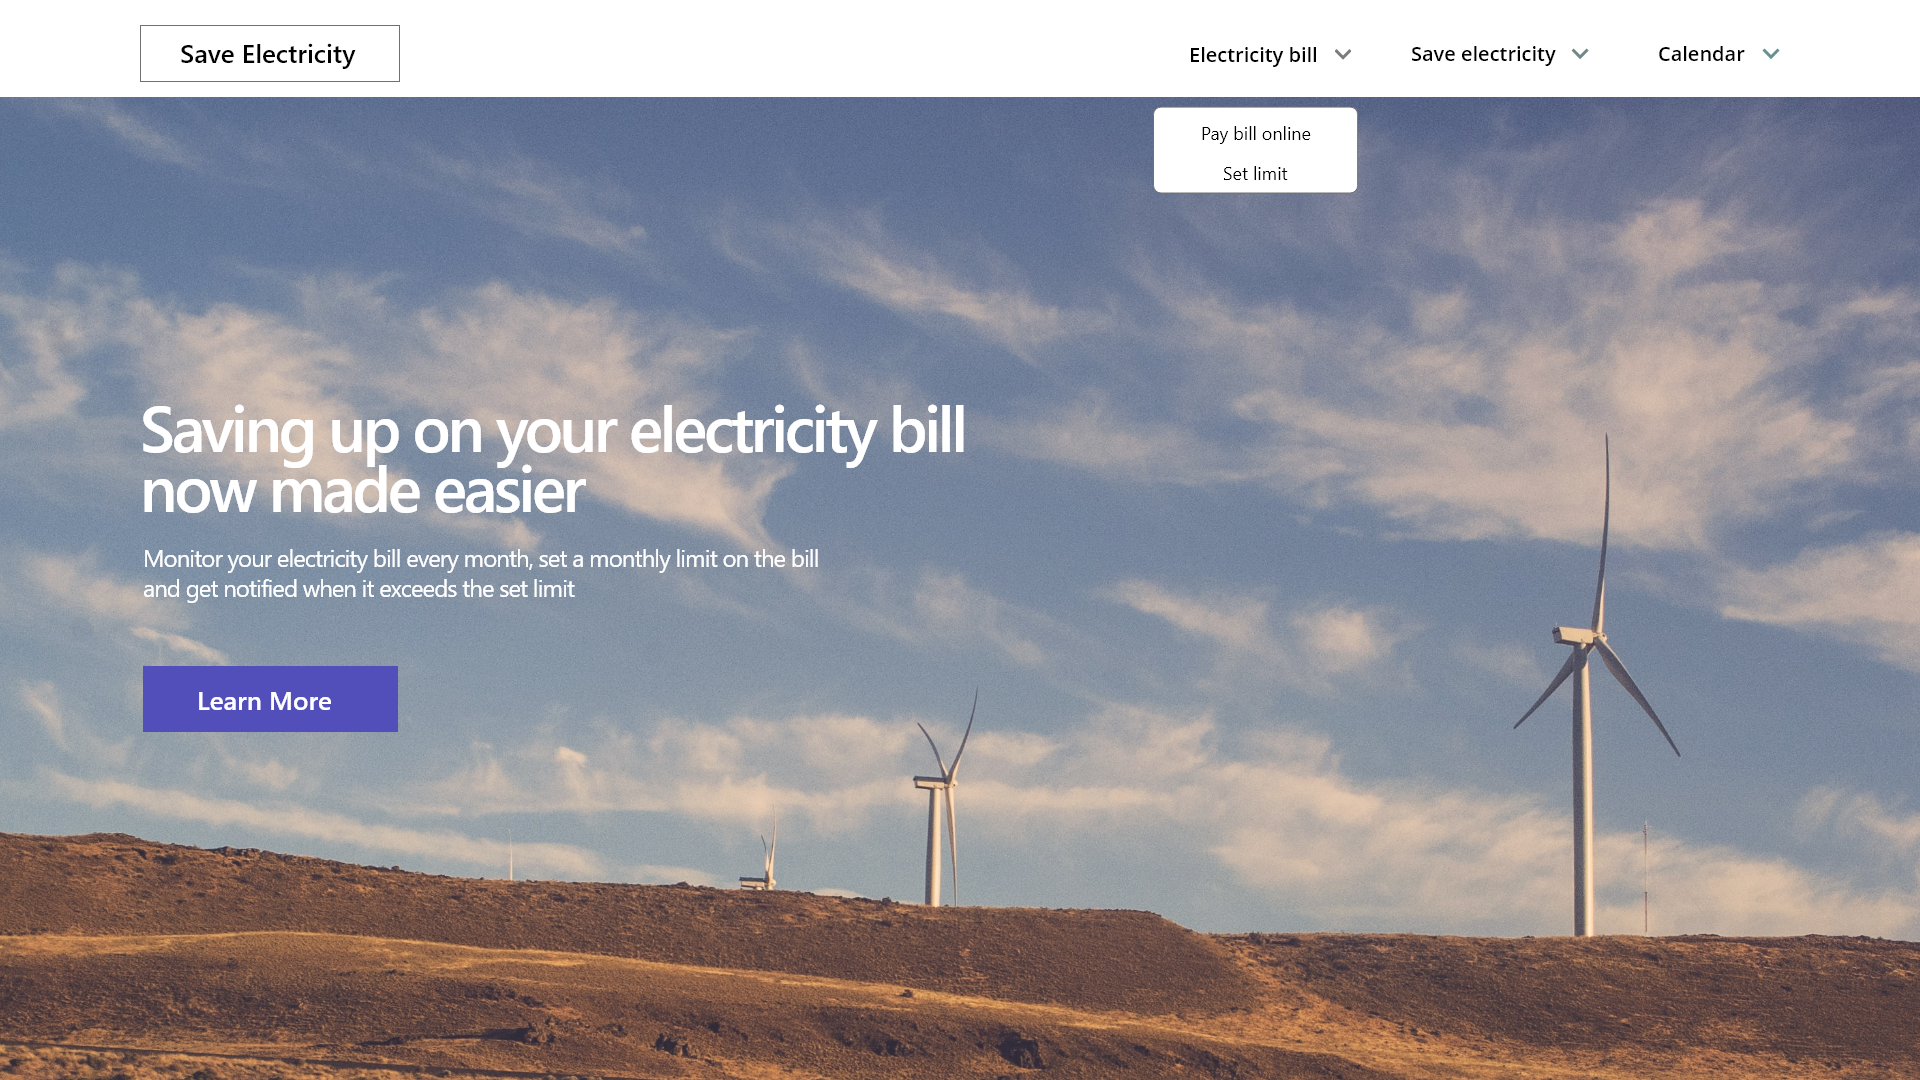 Save Electricity
Electricity bill
Save electricity
Calendar
Pay bill online
Set limit
Saving up on your electricity bill
now made easier
Monitor your electricity bill every month, set a monthly limit on the bill
and get notified when it exceeds the set limit
Learn More